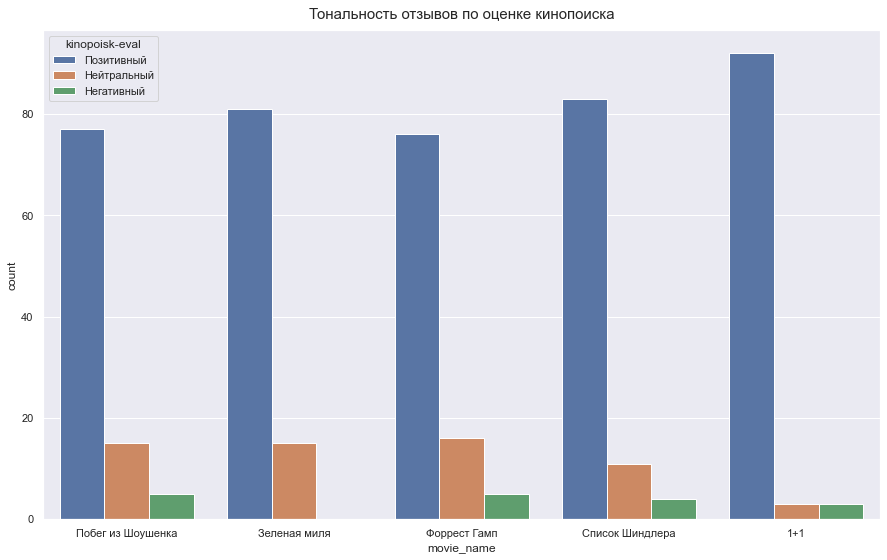 Тональность отзывов по оценке кинопоиска
kinopoisk-eval
Позитивный
Нейтральный
Негативный
count
80
60
40
20
0
Побег из Шоушенка
Зеленая миля
Форрест Гамп
Список Шиндлера
1+1
movie_name